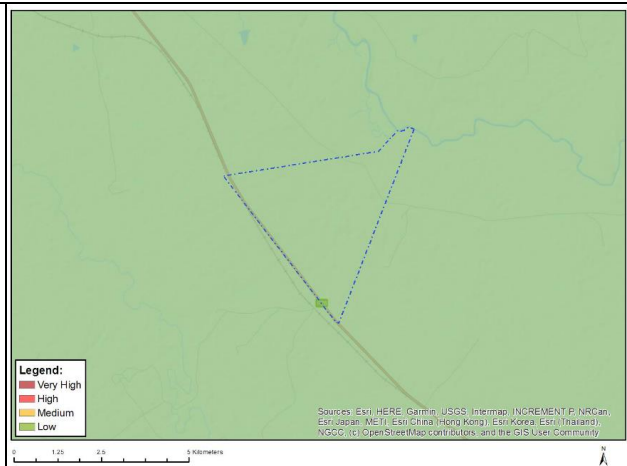 Legend:
Very High
High
Medium
Low
Sources: Esri, HERE, Garmin, USGS, Intermap, INCREMENT P, NRCan,
Esri Japan, METI, Esri China (Hong Kong), Esri Korea, Esri (Thailand),
NGCC, (c) OpenStreetMap contributors, and the GIS User Community
0 1.25 2.5 5 Kilometers
N